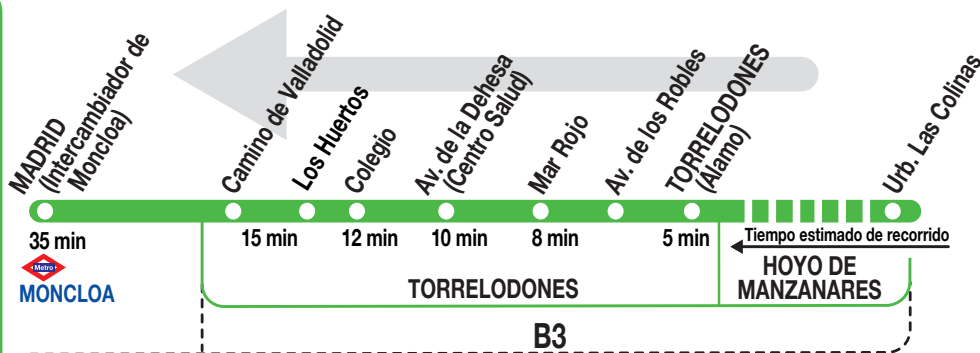 MADRID
(Intercambiador de
Moncloa)
Camino de Valladolid
Los Huertos
Colegio
Av. de la Dehesa
(Centro Salud)
Mar Rojo
Av. de los Robles
TORRELODONES
(Álamo)
Urb. Las Colinas
35 min
15 min
12 min
10 min
8 min
5 min
Tiempo estimado de recorrido
Metro
MONCLOA
TORRELODONES
HOYO DE
MANZANARES
B3